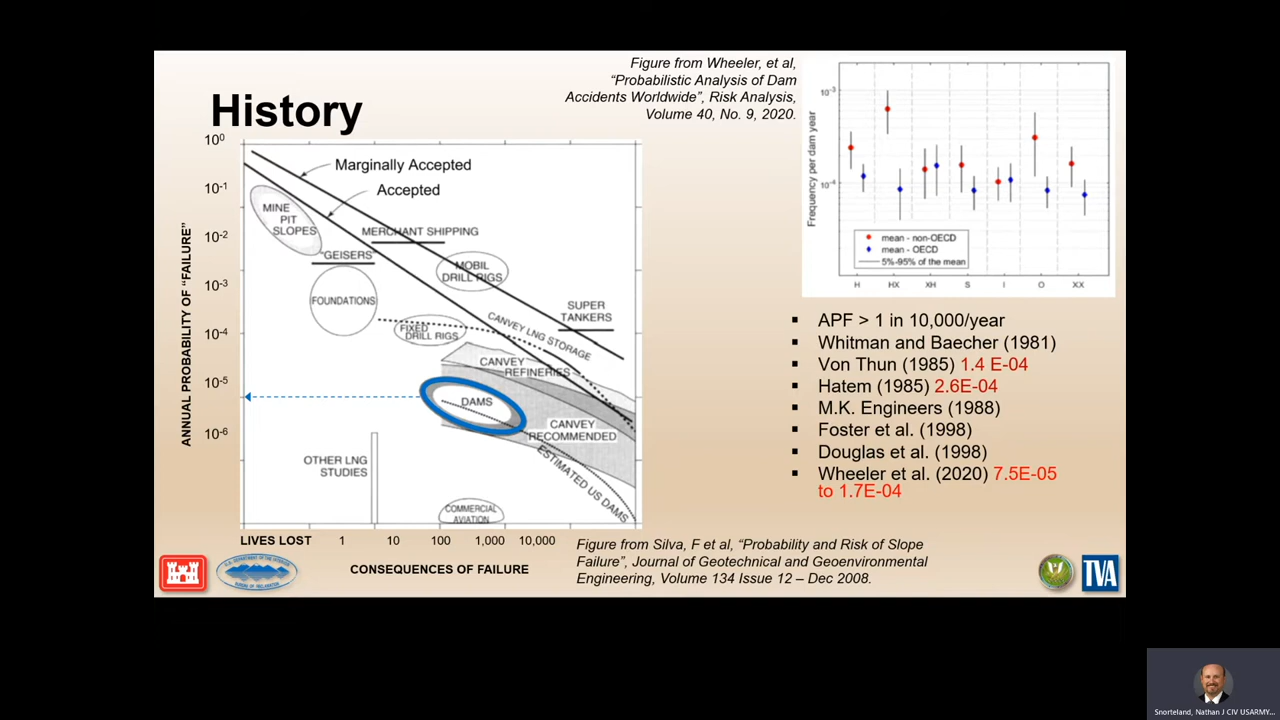 History
Figure from Wheeler, et al,
“Probabilistic Analysis of Dam
Accidents Worldwide”, Risk Analysis,
Volume 40, No. 9, 2020.
ANNUAL PROBABILITY OF “FAILURE”
10⁰
10⁻¹
10⁻²
10⁻³
10⁻⁴
10⁻⁵
10⁻⁶
Marginally Accepted
Accepted
MINE
PIT
SLOPES
MERCHANT SHIPPING
"GEISERS"
MOBIL
DRILL RIGS
FOUNDATIONS
SUPER
TANKERS
FIXED
DRILL RIGS
CANVEY LNG STORAGE
CANVEY
REFINERIES
DAMS
CANVEY
RECOMMENDED
ESTIMATED US DAMS
OTHER LNG
STUDIES
COMMERCIAL
AVIATION
LIVES LOST 1 10 100 1,000 10,000
CONSEQUENCES OF FAILURE
Frequency per dam year
10⁻³
10⁻⁴
mean - non-OECD
mean - OECD
5%-95% of the mean
H HX XH S I O XX
▪ APF > 1 in 10,000/year
▪ Whitman and Baecher (1981)
▪ Von Thun (1985) 1.4 E-04
▪ Hatem (1985) 2.6E-04
▪ M.K. Engineers (1988)
▪ Foster et al. (1998)
▪ Douglas et al. (1998)
▪ Wheeler et al. (2020) 7.5E-05
to 1.7E-04
Figure from Silva, F et al, “Probability and Risk of Slope
Failure”, Journal of Geotechnical and Geoenvironmental
Engineering, Volume 134 Issue 12 – Dec 2008.
TVA
Snorteland, Nathan J CIV USARMY...